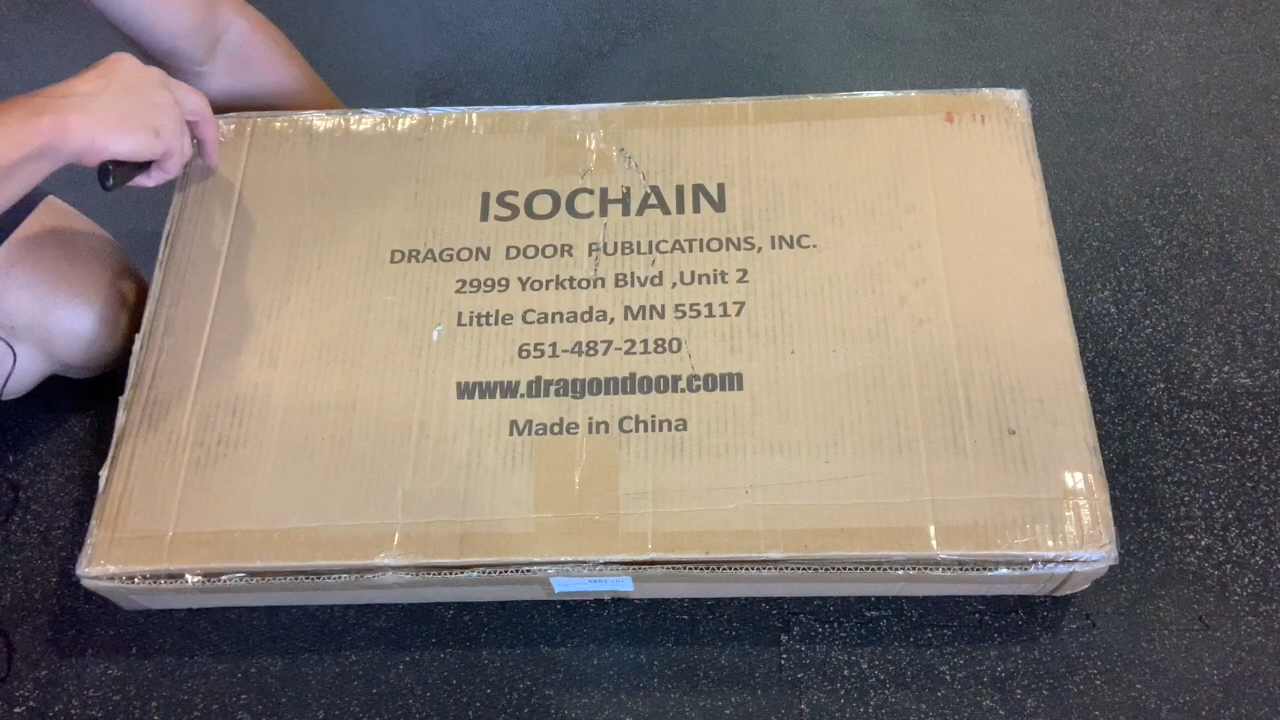 ISOCHAIN
DRAGON DOOR PUBLICATIONS, INC.
2999 Yorkton Blvd ,Unit 2
Little Canada, MN 55117
651-487-2180
www.dragondoor.com
Made in China